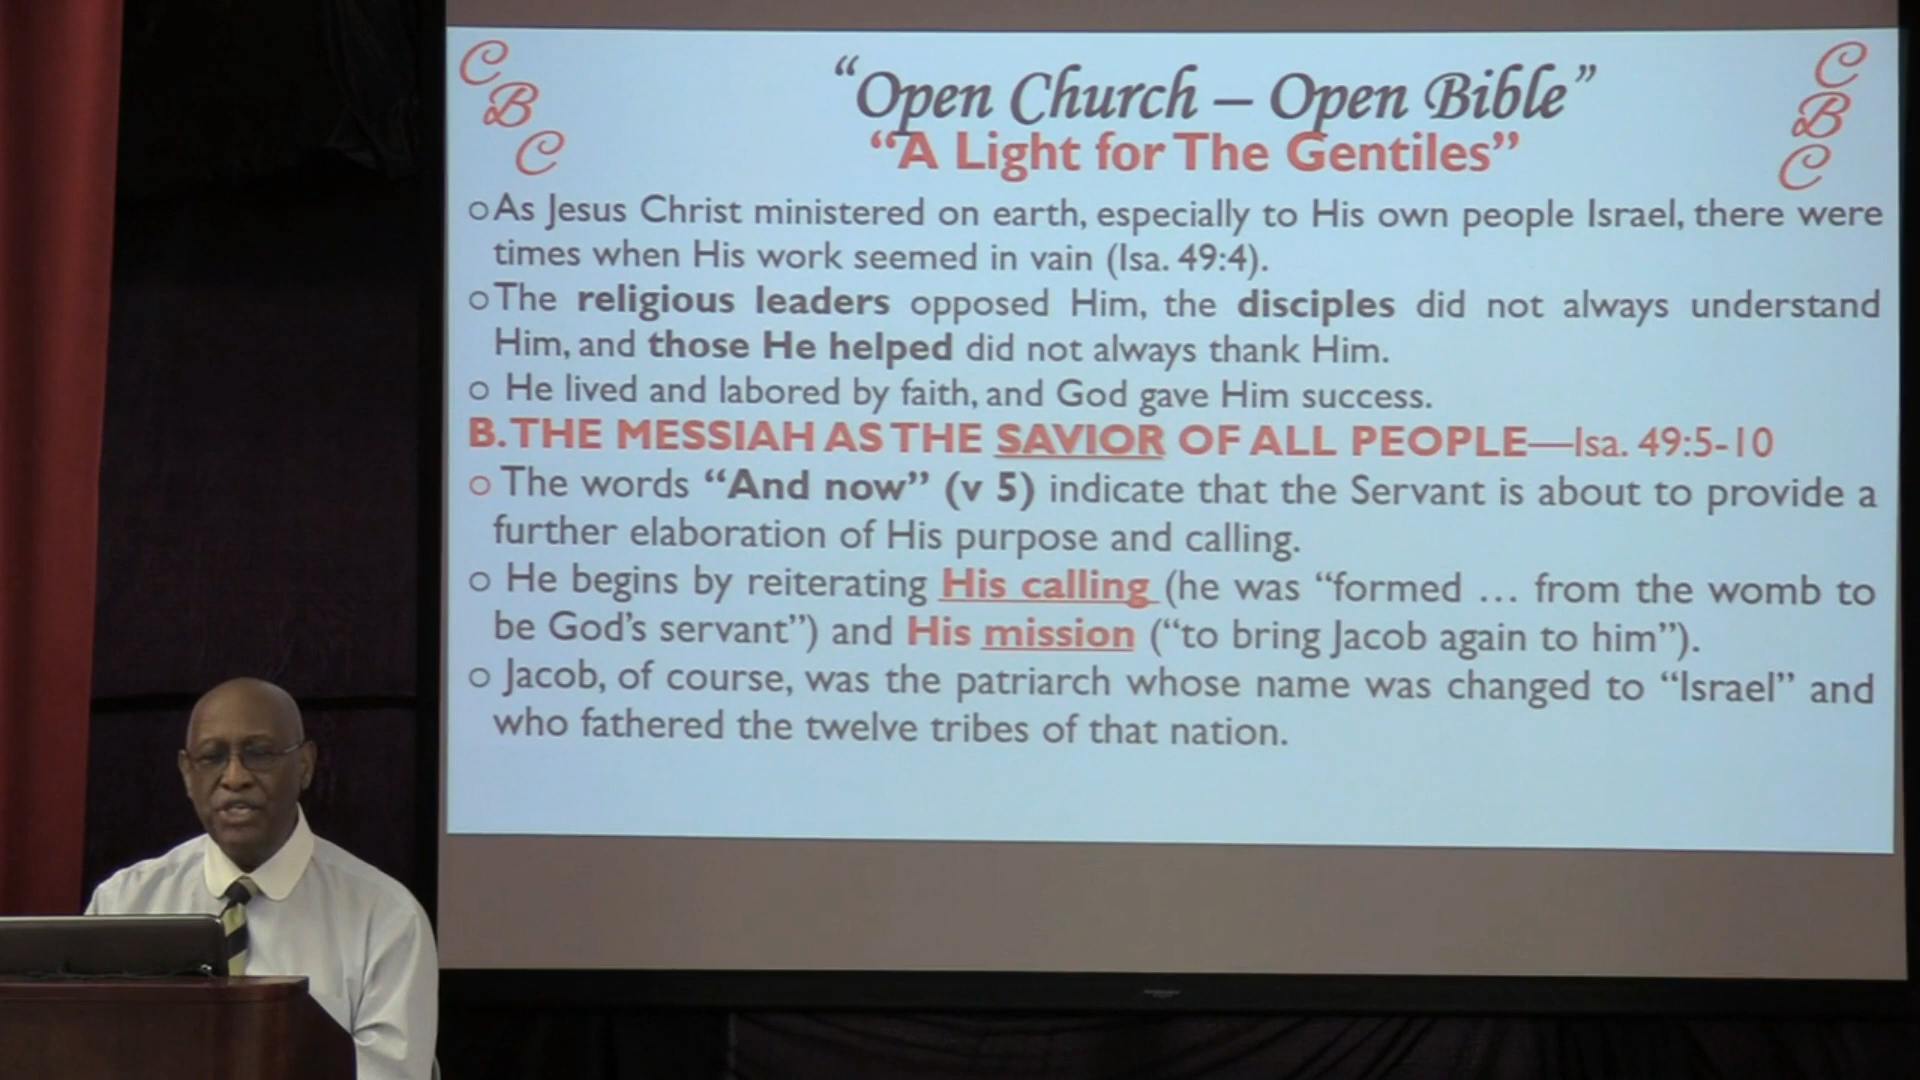 C
B
C
“Open Church – Open Bible”
C
B
C
“A Light for The Gentiles”
○ As Jesus Christ ministered on earth, especially to His own people Israel, there were
times when His work seemed in vain (Isa. 49:4).
○ The religious leaders opposed Him, the disciples did not always understand
Him, and those He helped did not always thank Him.
○ He lived and labored by faith, and God gave Him success.
B. THE MESSIAH AS THE SAVIOR OF ALL PEOPLE—Isa. 49:5-10
○ The words “And now” (v 5) indicate that the Servant is about to provide a
further elaboration of His purpose and calling.
○ He begins by reiterating His calling (he was “formed … from the womb to
be God’s servant”) and His mission (“to bring Jacob again to him”).
○ Jacob, of course, was the patriarch whose name was changed to “Israel” and
who fathered the twelve tribes of that nation.